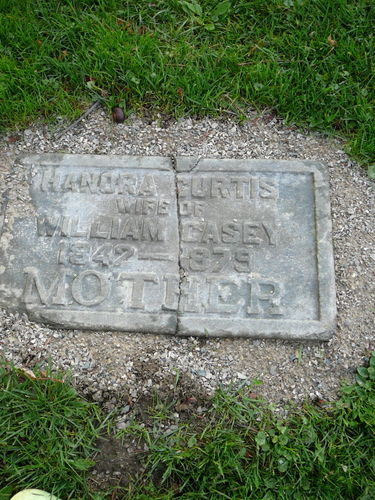 HANORA CURTIS
WIFE OF
WILLIAM CASEY
1842 — 1879
MOTHER